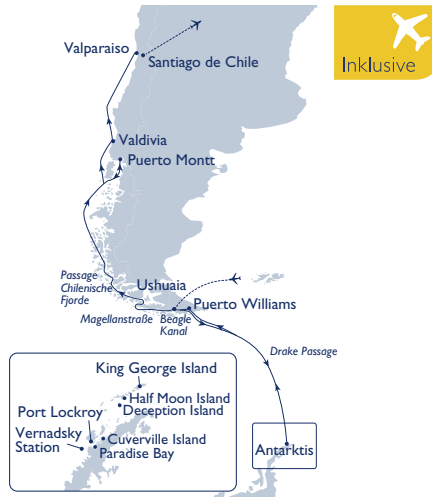 Inklusive
Valparaiso
Santiago de Chile
Valdivia
Puerto Montt
Passage
Chilenische
Fjorde
Ushuaia
Magellanstraße
Beagle
Kanal
Puerto Williams
Drake Passage
Antarktis
King George Island
Half Moon Island
Deception Island
Port Lockroy
Vernadsky
Station
Cuverville Island
Paradise Bay